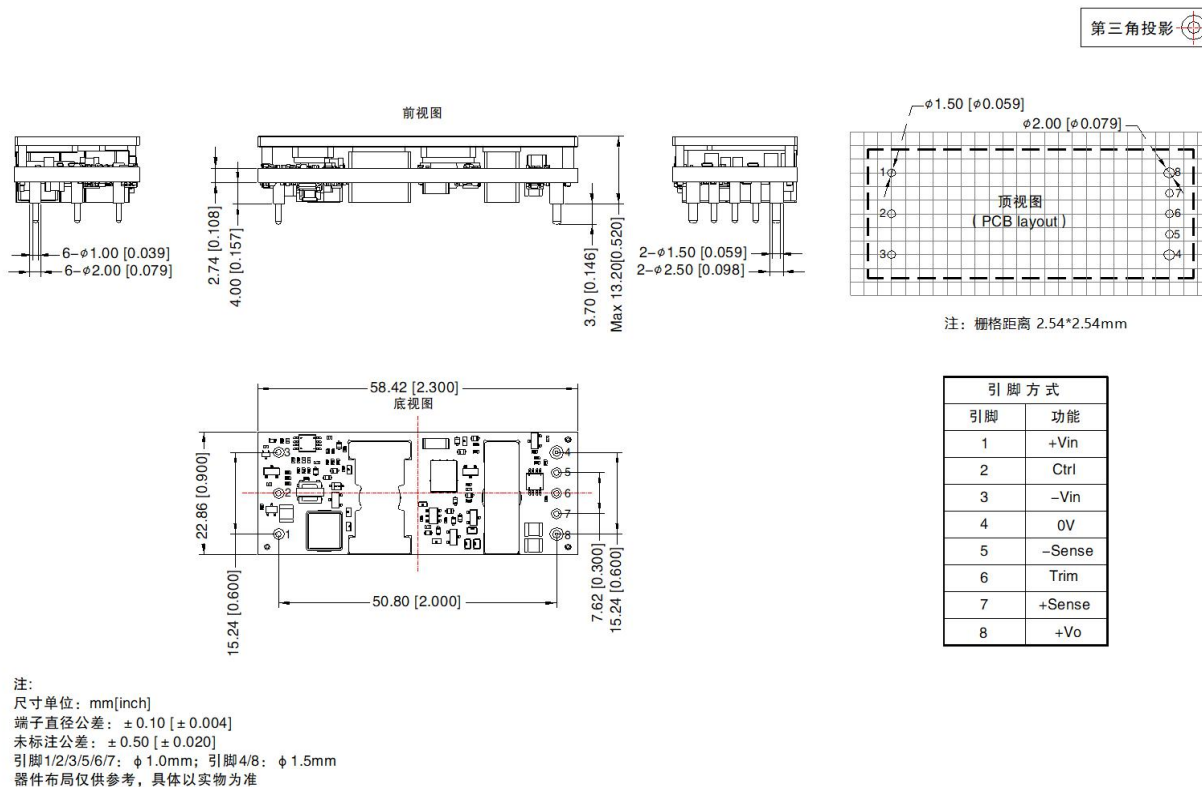 第三角投影
前视图
6-φ1.00 [0.039]
6-φ2.00 [0.079]
2.74 [0.108]
4.00 [0.157]
3.70 [0.146]
Max 13.20[0.520]
2-φ1.50 [0.059]
2-φ2.50 [0.098]
φ1.50 [φ0.059]
φ2.00 [φ0.079]
1
2
3
8
7
6
5
4
顶视图
( PCB layout )
注：栅格距离 2.54*2.54mm
58.42 [2.300]
底视图
22.86 [0.900]
15.24 [0.600]
50.80 [2.000]
7.62 [0.300]
15.24 [0.600]
3
2
1
4
5
6
7
8
引脚方式
引脚 功能
1 +Vin
2 Ctrl
3 −Vin
4 0V
5 −Sense
6 Trim
7 +Sense
8 +Vo
注:
尺寸单位：mm[inch]
端子直径公差：±0.10 [±0.004]
未标注公差：±0.50 [±0.020]
引脚1/2/3/5/6/7：φ1.0mm；引脚4/8：φ1.5mm
器件布局仅供参考，具体以实物为准